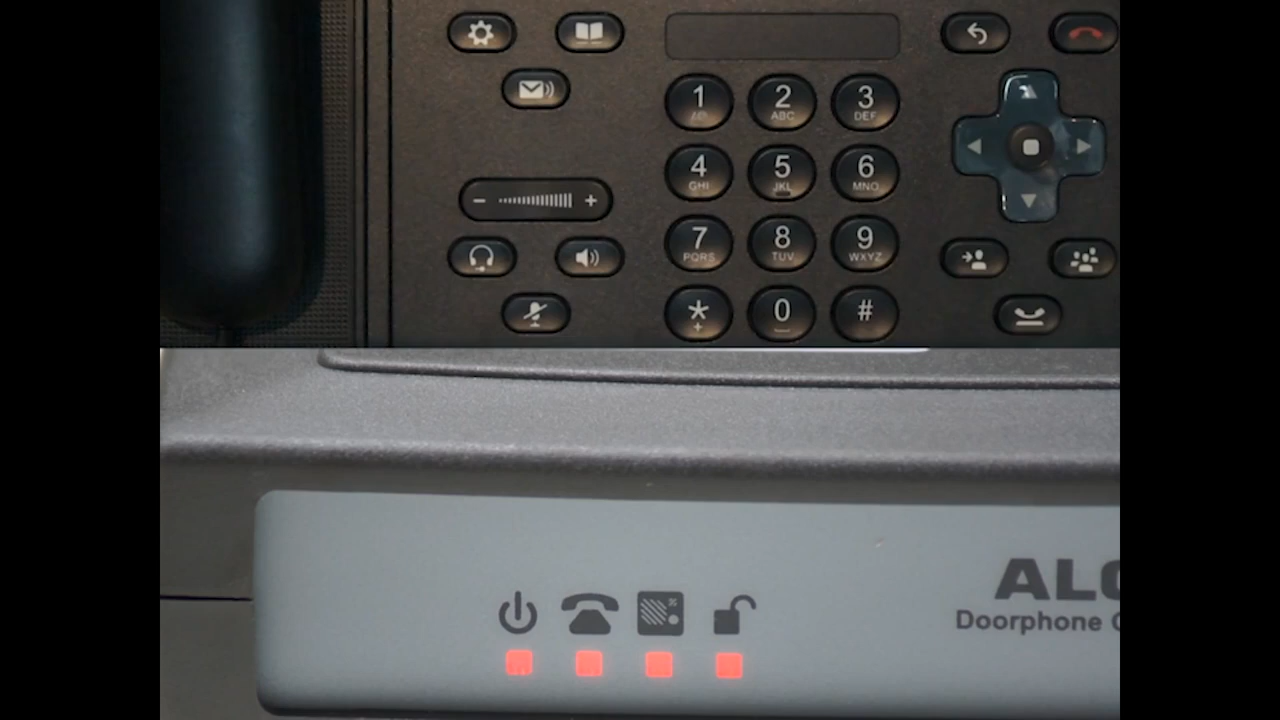 1 2 3
ABC DEF
4 5 6
GHI JKL MNO
7 8 9
PQRS TUV WXYZ
* 0 #
+
ALC
Doorphone